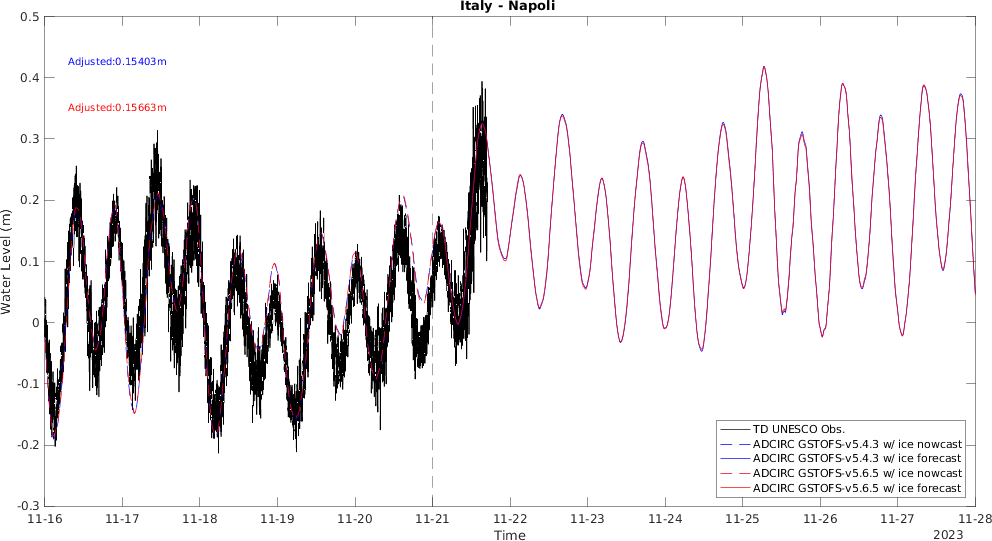 Italy - Napoli
0.5
0.4
0.3
0.2
0.1
0
-0.1
-0.2
-0.3
Water Level (m)
Adjusted:0.15403m
Adjusted:0.15663m
TD UNESCO Obs.
ADCIRC GSTOFS-v5.4.3 w/ ice nowcast
ADCIRC GSTOFS-v5.4.3 w/ ice forecast
ADCIRC GSTOFS-v5.6.5 w/ ice nowcast
ADCIRC GSTOFS-v5.6.5 w/ ice forecast
11-16 11-17 11-18 11-19 11-20 11-21 11-22 11-23 11-24 11-25 11-26 11-27 11-28
Time
2023